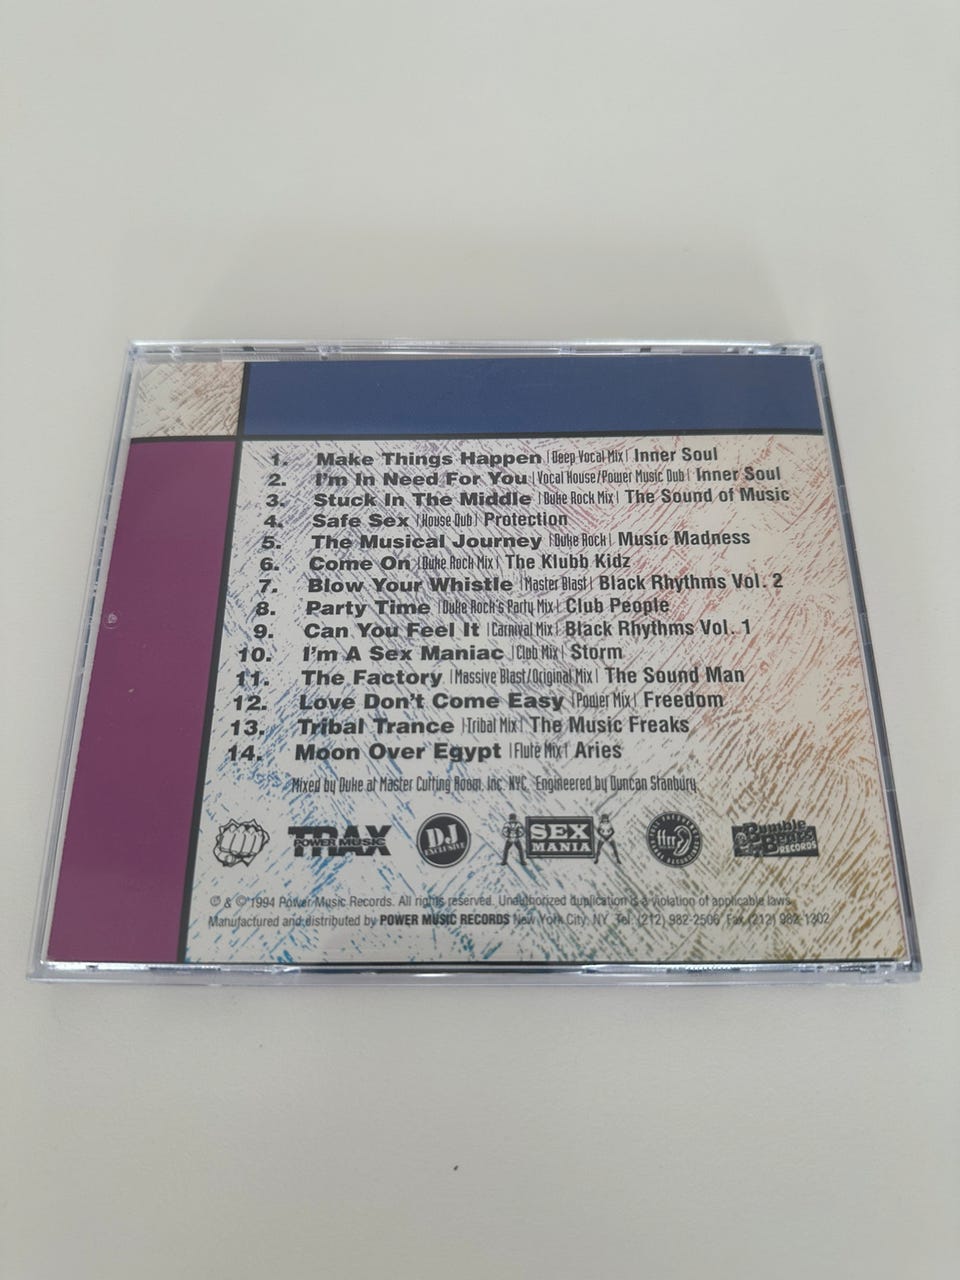 1. Make Things Happen |Deep Vocal Mix| Inner Soul
2. I'm In Need For You |Vocal House/Power Music Dub| Inner Soul
3. Stuck In The Middle |Duke Rock Mix| The Sound of Music
4. Safe Sex |House Dub| Protection
5. The Musical Journey |Duke Rock| Music Madness
6. Come On |Duke Rock Mix| The Klubb Kidz
7. Blow Your Whistle |Master Blast| Black Rhythms Vol. 2
8. Party Time |Duke Rock's Party Mix| Club People
9. Can You Feel It |Carnival Mix| Black Rhythms Vol. 1
10. I'm A Sex Maniac |Club Mix| Storm
11. The Factory |Massive Blast/Original Mix| The Sound Man
12. Love Don't Come Easy |Power Mix| Freedom
13. Tribal Trance |Tribal Mix| The Music Freaks
14. Moon Over Egypt |Flute Mix| Aries
Mixed by Duke at Master Cutting Room, Inc. NYC. Engineered by Duncan Stanbury.
TRAX
POWER MUSIC
DJ
EXCLUSIVE
SEX
MANIA
Bumble
Beats
RECORDS
℗ & © 1994 Power Music Records. All rights reserved. Unauthorized duplication is a violation of applicable laws.
Manufactured and distributed by POWER MUSIC RECORDS New York City, NY Tel. (212) 982-2506 Fax (212) 982-1302